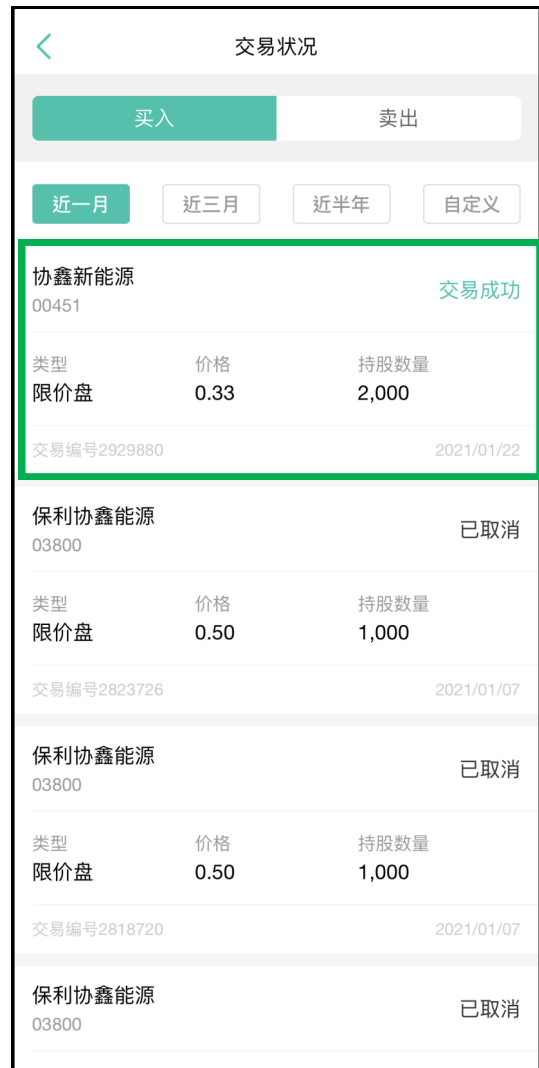 交易状况
买入 卖出
近一月 近三月 近半年 自定义
协鑫新能源 交易成功
00451
类型 价格 持股数量
限价盘 0.33 2,000
交易编号2929880 2021/01/22
保利协鑫能源 已取消
03800
类型 价格 持股数量
限价盘 0.50 1,000
交易编号2823726 2021/01/07
保利协鑫能源 已取消
03800
类型 价格 持股数量
限价盘 0.50 1,000
交易编号2818720 2021/01/07
保利协鑫能源 已取消
03800